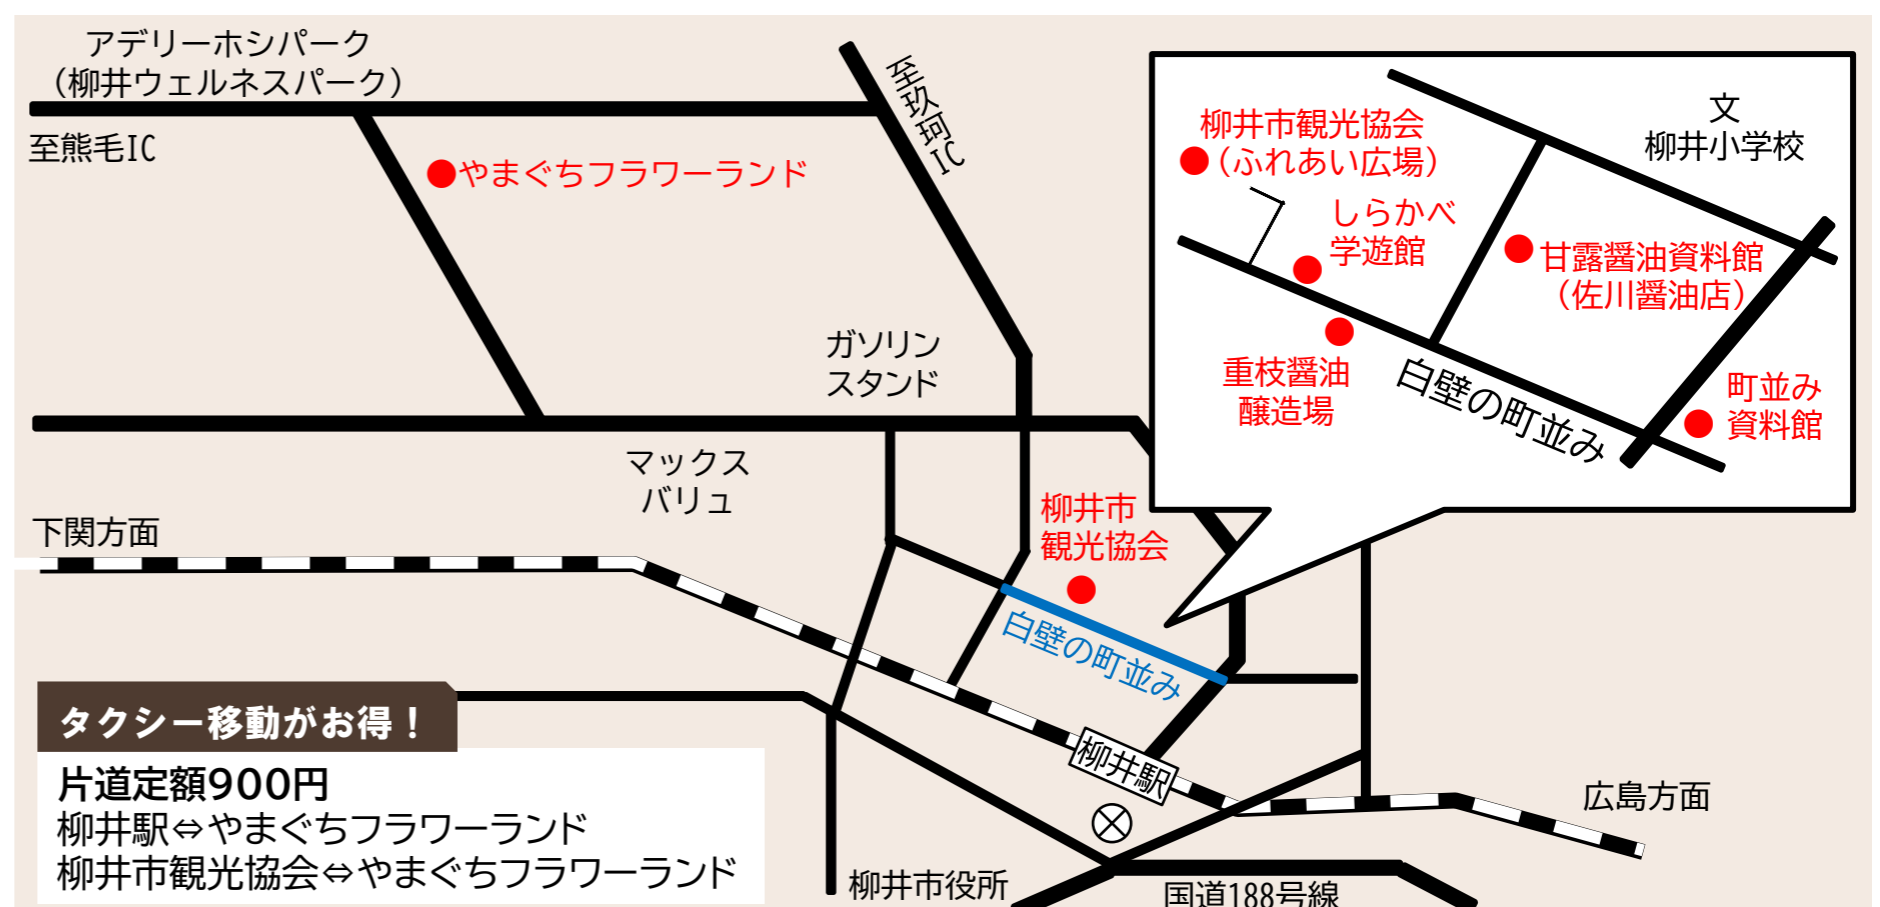 アデリーホシパーク
（柳井ウェルネスパーク）
至熊毛IC
至玖珂IC
やまぐちフラワーランド
ガソリン
スタンド
マックス
バリュ
下関方面
柳井市
観光協会
白壁の町並み
柳井駅
広島方面
柳井市役所
国道188号線
文
柳井小学校
柳井市観光協会
（ふれあい広場）
しらかべ
学遊館
甘露醤油資料館
（佐川醤油店）
重枝醤油
醸造場
白壁の町並み
町並み
資料館
タクシー移動がお得！
片道定額900円
柳井駅⇔やまぐちフラワーランド
柳井市観光協会⇔やまぐちフラワーランド